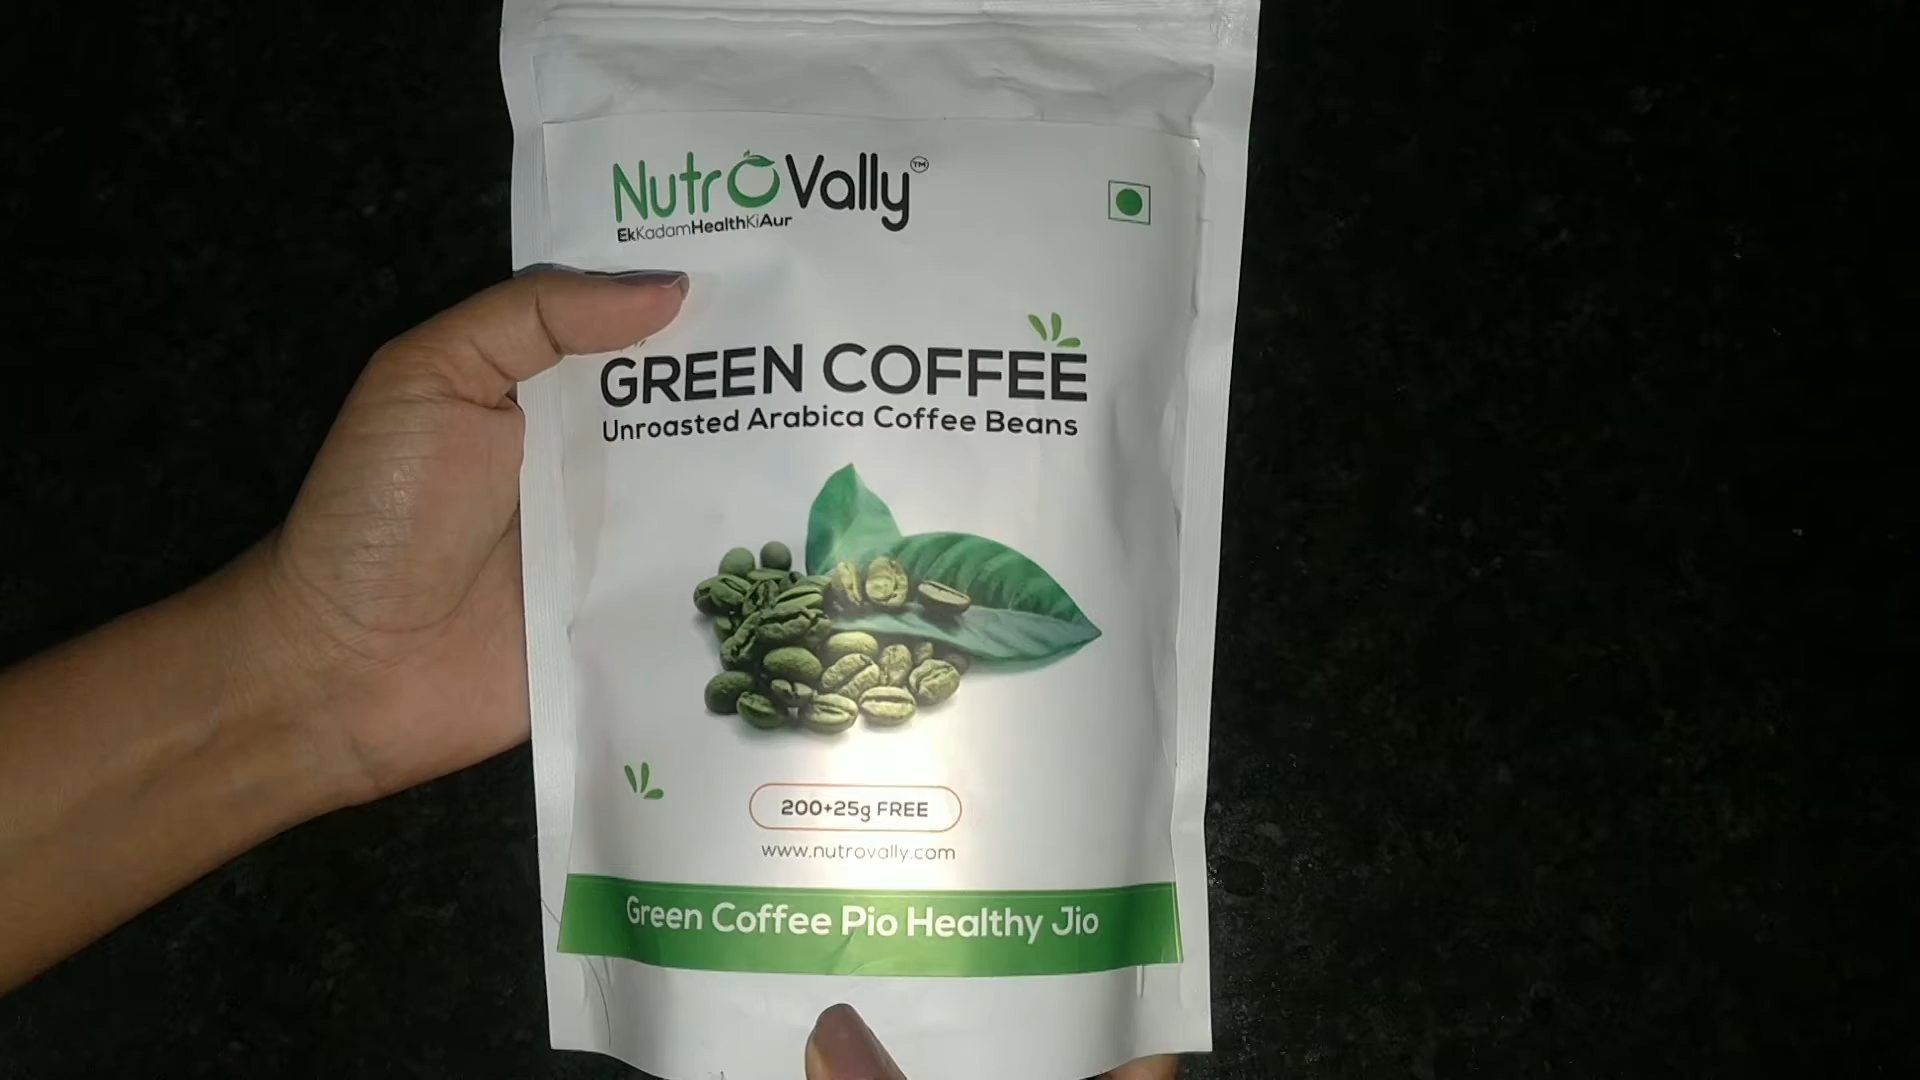 NutroVally™
EkKadamHealthKiAur
GREEN COFFEE
Unroasted Arabica Coffee Beans
200+25g FREE
www.nutrovally.com
Green Coffee Pio Healthy Jio